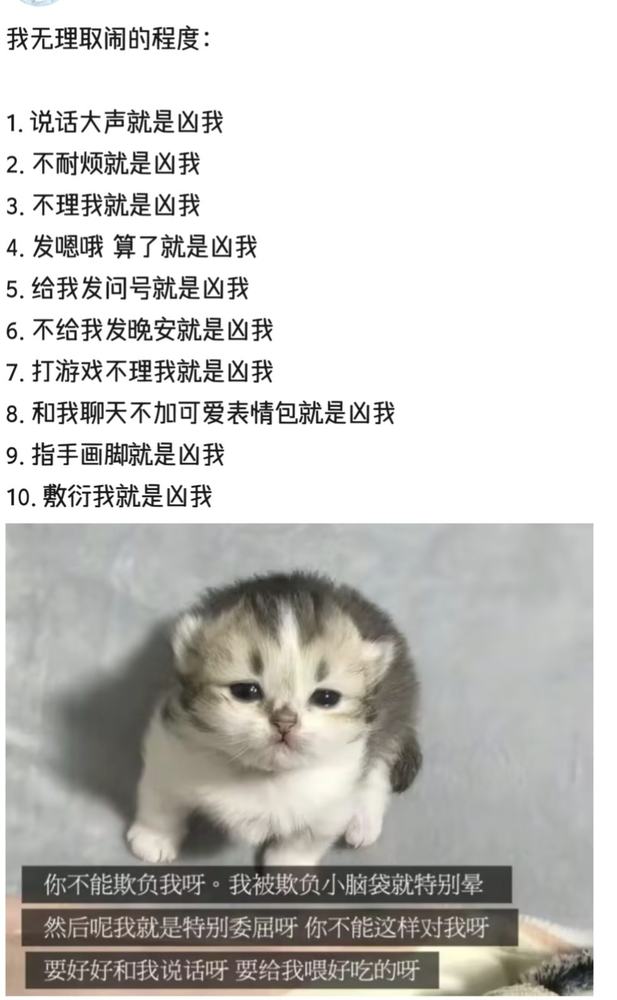 我无理取闹的程度：
1. 说话大声就是凶我
2. 不耐烦就是凶我
3. 不理我就是凶我
4. 发嗯哦 算了就是凶我
5. 给我发问号就是凶我
6. 不给我发晚安就是凶我
7. 打游戏不理我就是凶我
8. 和我聊天不加可爱表情包就是凶我
9. 指手画脚就是凶我
10. 敷衍我就是凶我
你不能欺负我呀。我被欺负小脑袋就特别晕
然后呢我就是特别委屈呀 你不能这样对我呀
要好好和我说话呀 要给我喂好吃的呀